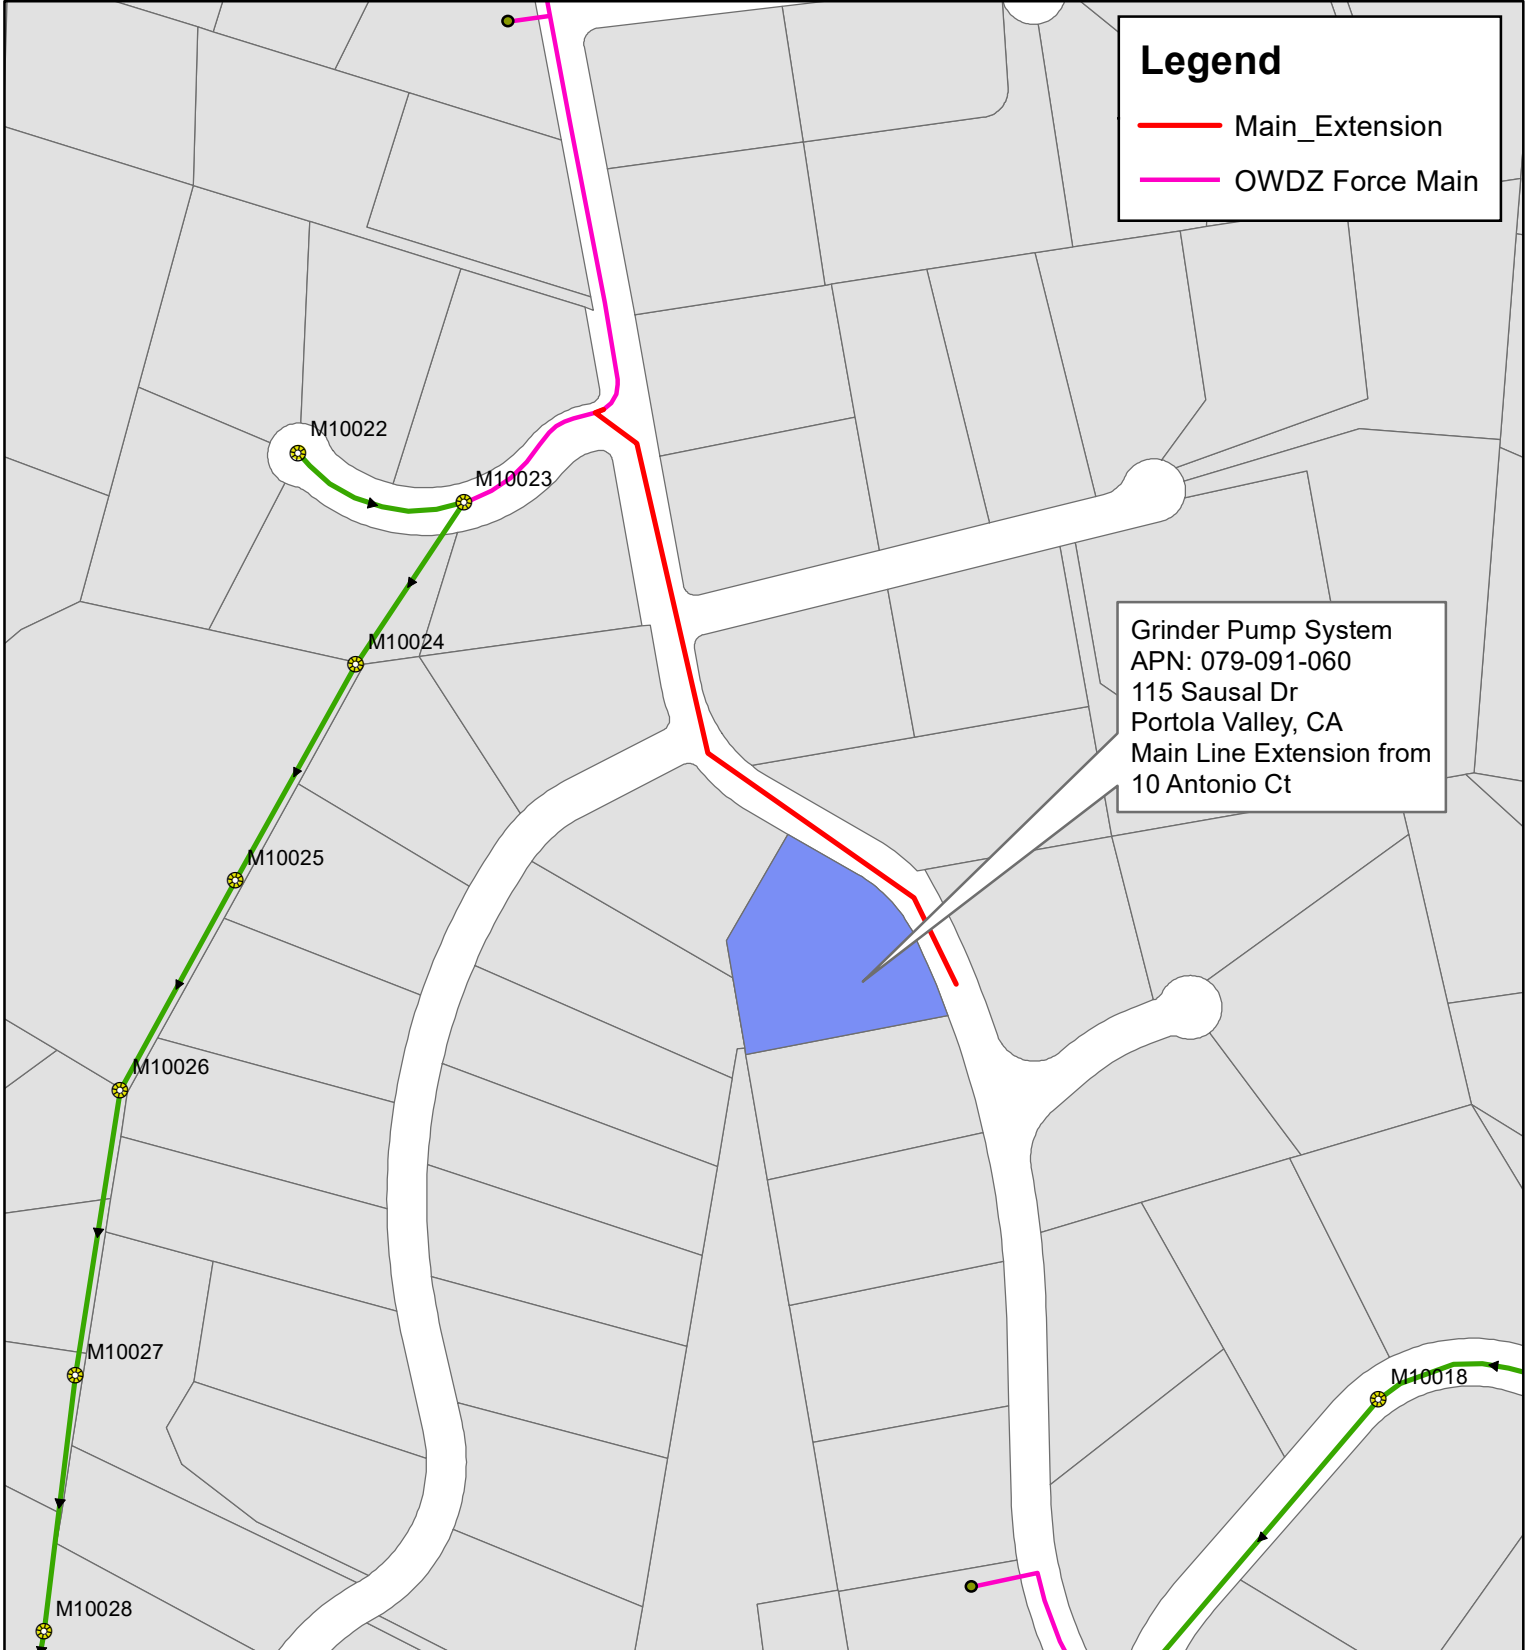 Legend
Main_Extension
OWDZ Force Main
M10022
M10023
M10024
Grinder Pump System
APN: 079-091-060
115 Sausal Dr
Portola Valley, CA
Main Line Extension from
10 Antonio Ct
M10025
M10026
M10027
M10018
M10028